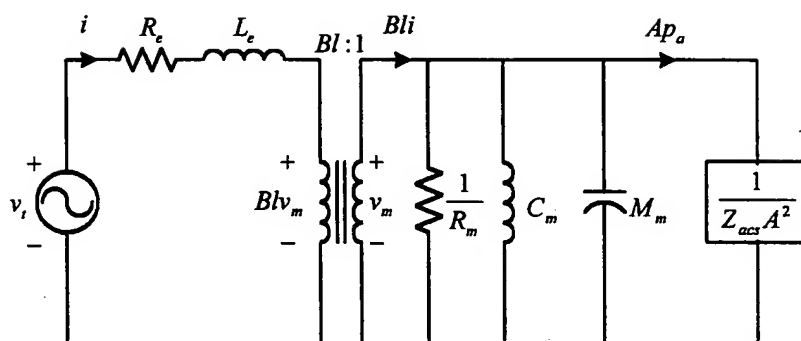 i
R_e
L_e
Bl:1
Bli
Ap_a
+
v_t
−
+
Blv_m
−
+
v_m
−
1
R_m
C_m
M_m
1
Z_acs A^2